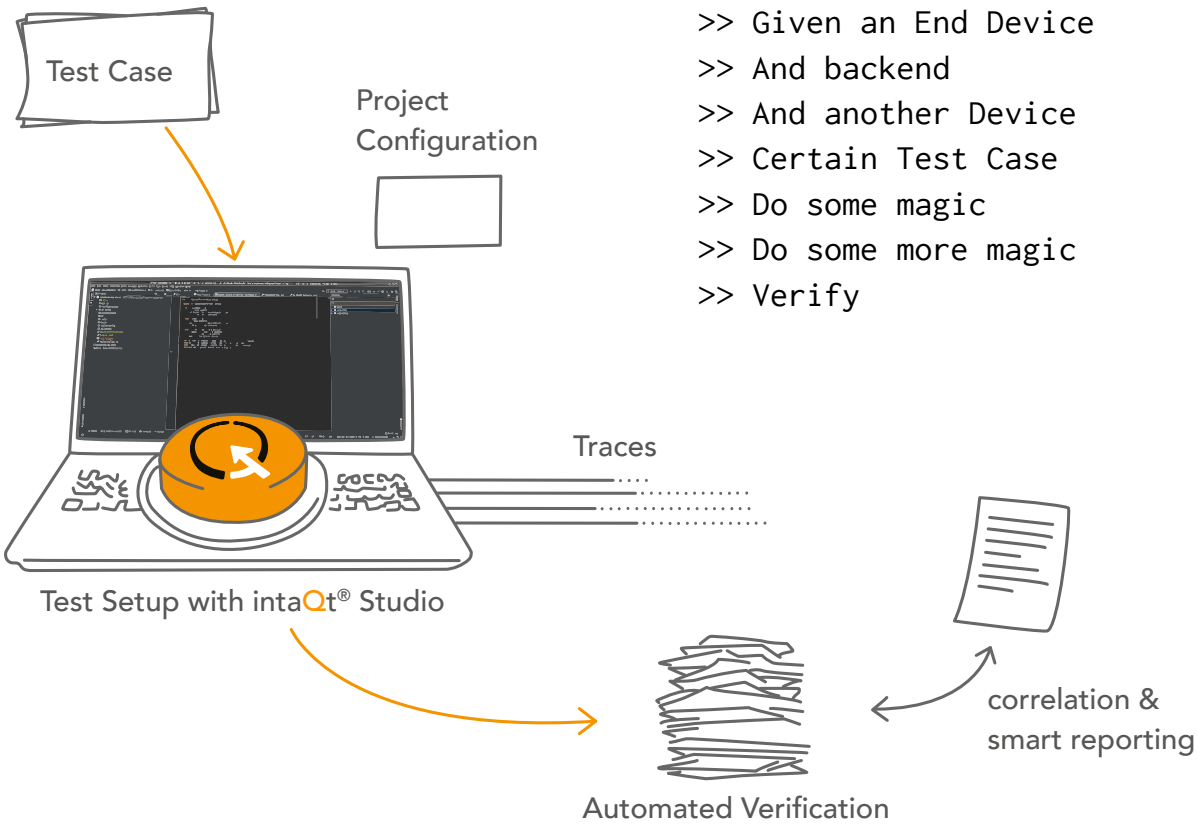 Test Case
Project
Configuration
>> Given an End Device
>> And backend
>> And another Device
>> Certain Test Case
>> Do some magic
>> Do some more magic
>> Verify
Traces
Test Setup with intaQt® Studio
correlation &
smart reporting
Automated Verification